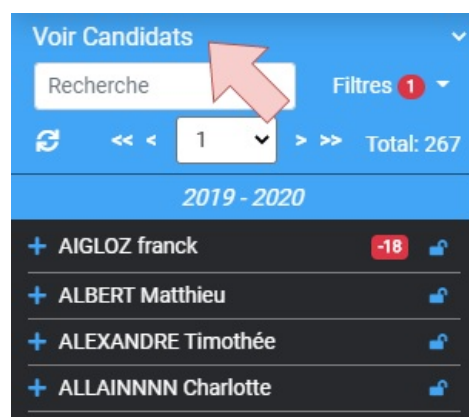 Voir Candidats
Recherche Filtres 1
<< < 1 > >> Total: 267
2019 - 2020
+ AIGLOZ franck -18
+ ALBERT Matthieu
+ ALEXANDRE Timothée
+ ALLAINNNN Charlotte